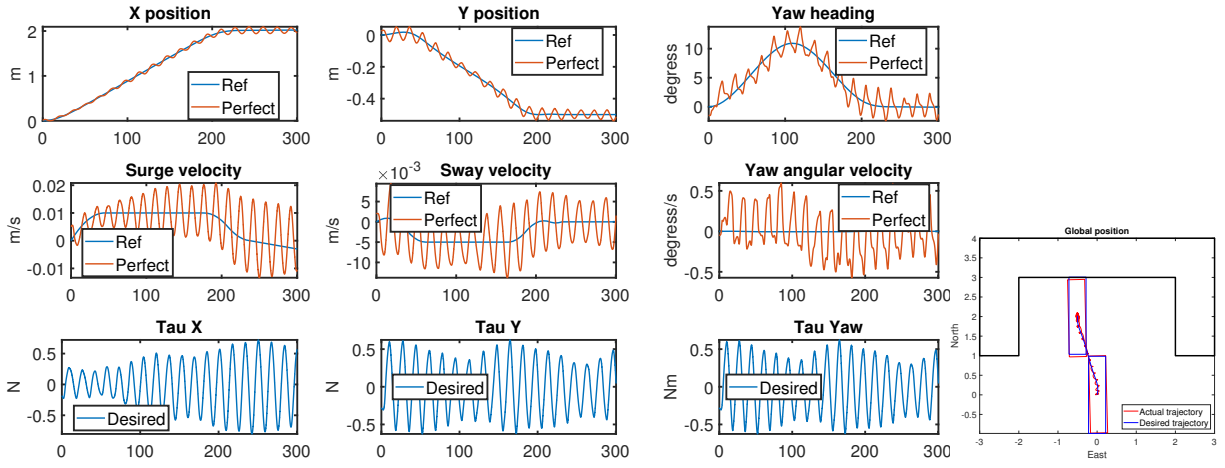 X position
m
2
1
0
0
100
200
300
Ref
Perfect
Y position
m
0
-0.2
-0.4
0
100
200
300
Ref
Perfect
Yaw heading
degress
10
5
0
0
100
200
300
Ref
Perfect
Surge velocity
m/s
0.02
0.01
0
-0.01
0
100
200
300
Ref
Perfect
Sway velocity
×10⁻³
m/s
5
0
-5
-10
0
100
200
300
Ref
Perfect
Yaw angular velocity
degress/s
0.5
0
-0.5
0
100
200
300
Ref
Perfect
Tau X
N
0.5
0
-0.5
0
100
200
300
Desired
Tau Y
N
0.5
0
-0.5
0
100
200
300
Desired
Tau Yaw
Nm
0.5
0
-0.5
0
100
200
300
Desired
Global position
North
4
3.5
3
2.5
2
1.5
1
0.5
0
-0.5
-3
-2
-1
0
1
2
3
East
Actual trajectory
Desired trajectory